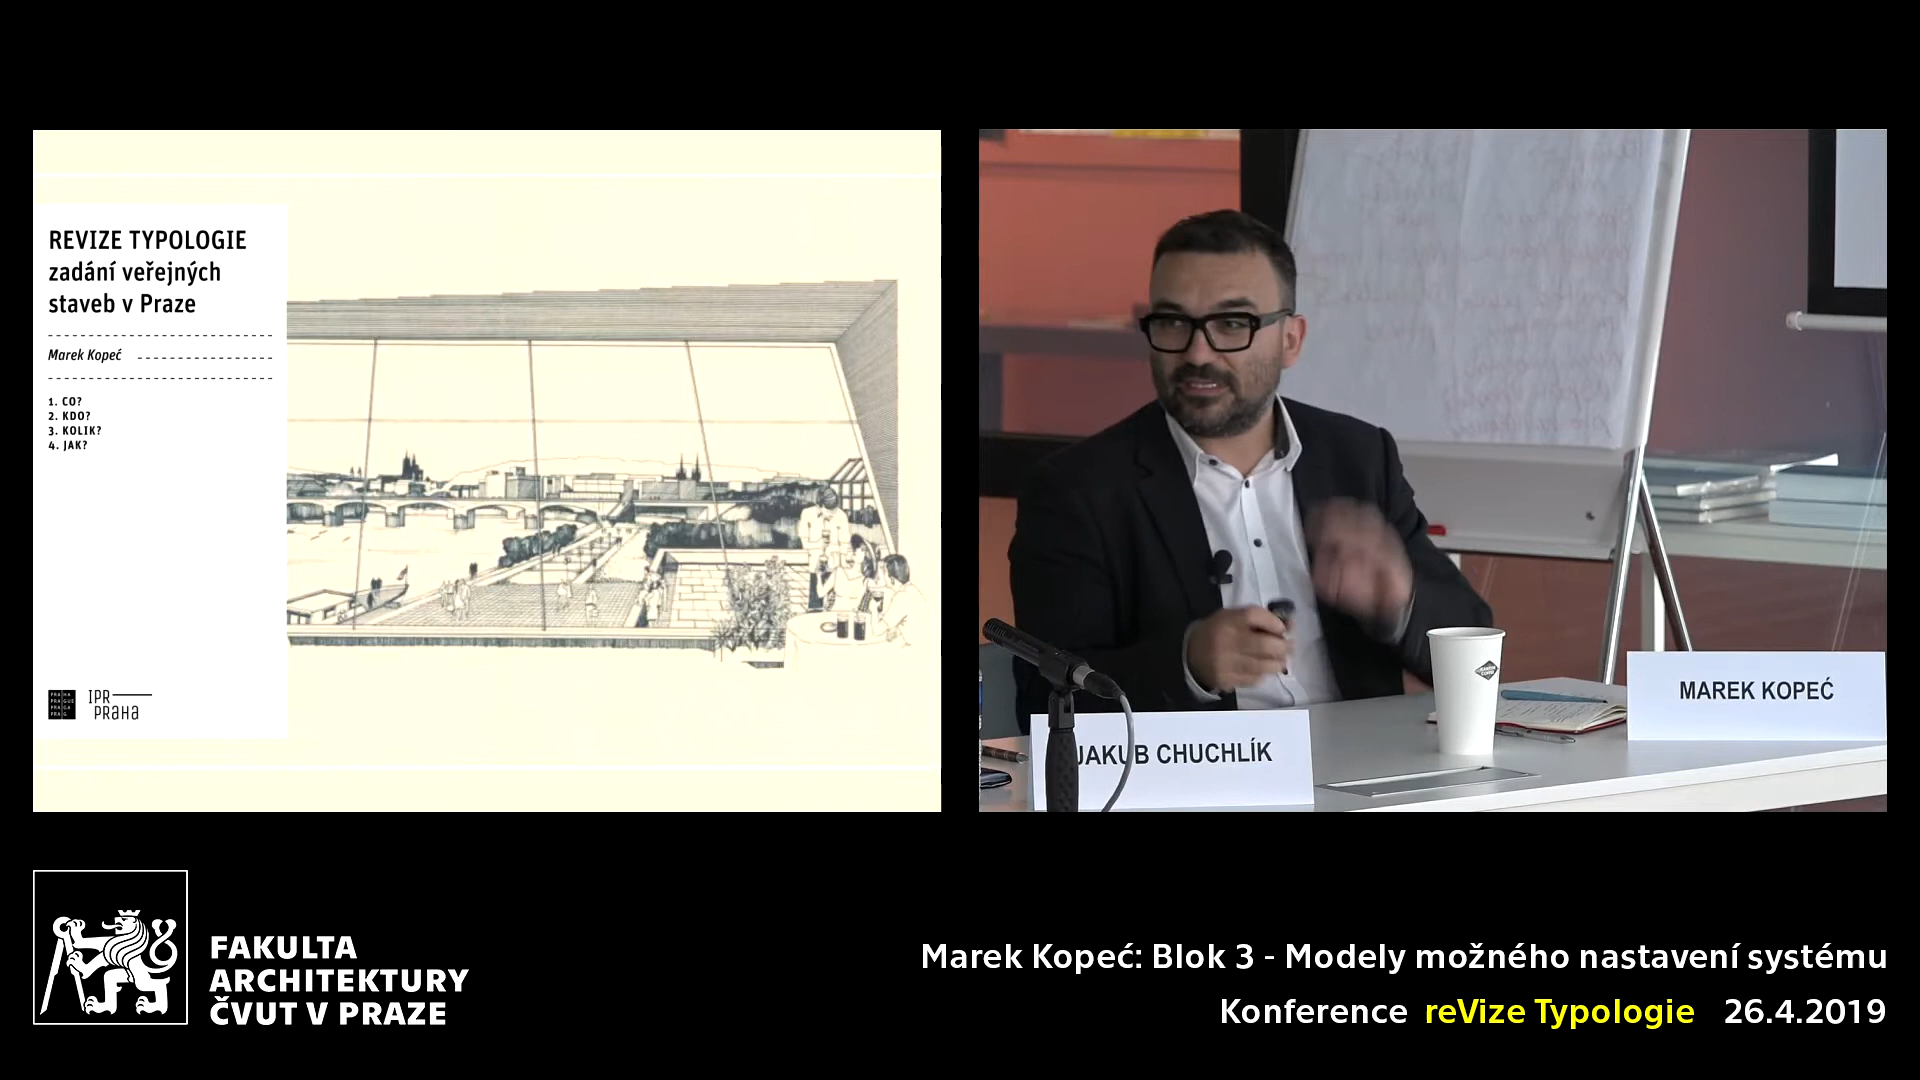 REVIZE TYPOLOGIE
zadání veřejných
staveb v Praze
Marek Kopeć
1. CO?
2. KDO?
3. KOLIK?
4. JAK?
IPR
PRAHA
JAKUB CHUCHLÍK
MAREK KOPEĆ
FAKULTA
ARCHITEKTURY
ČVUT V PRAZE
Marek Kopeć: Blok 3 - Modely možného nastavení systému
Konference reVize Typologie 26.4.2019